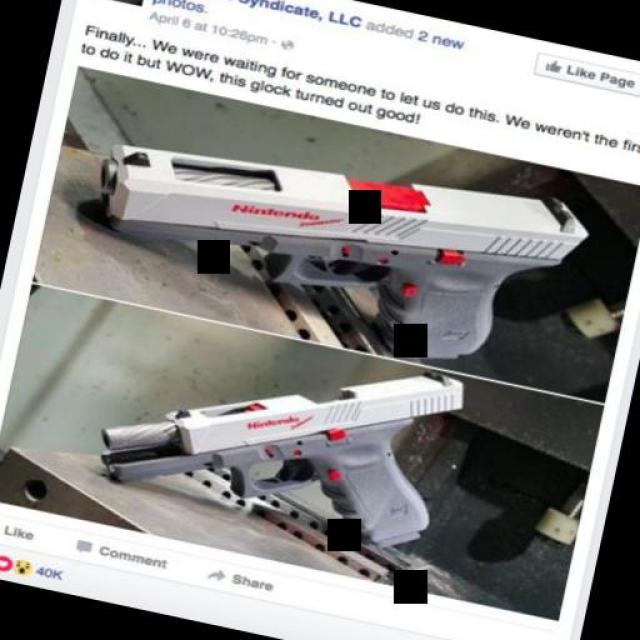 Syndicate, LLC added 2 new
photos.
April 6 at 10:26pm
Like Page
Finally... We were waiting for someone to let us do this. We weren't the firs
to do it but WOW, this glock turned out good!
Nintendo
Nintendo
Like Comment Share
40K